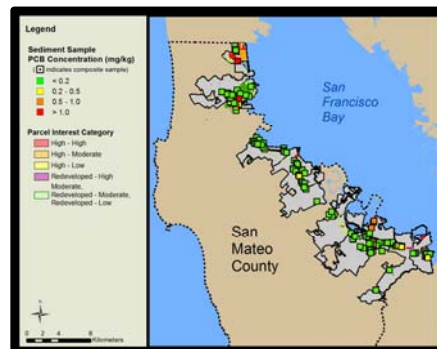 Legend
Sediment Sample
PCB Concentration (mg/kg)
( indicates composite sample)
< 0.2
0.2 - 0.5
0.5 - 1.0
> 1.0
Parcel Interest Category
High - High
High - Moderate
High - Low
Redeveloped - High
Moderate,
Redeveloped - Moderate,
Redeveloped - Low
N
0 2 4 8
Kilometers
San
Francisco
Bay
San
Mateo
County